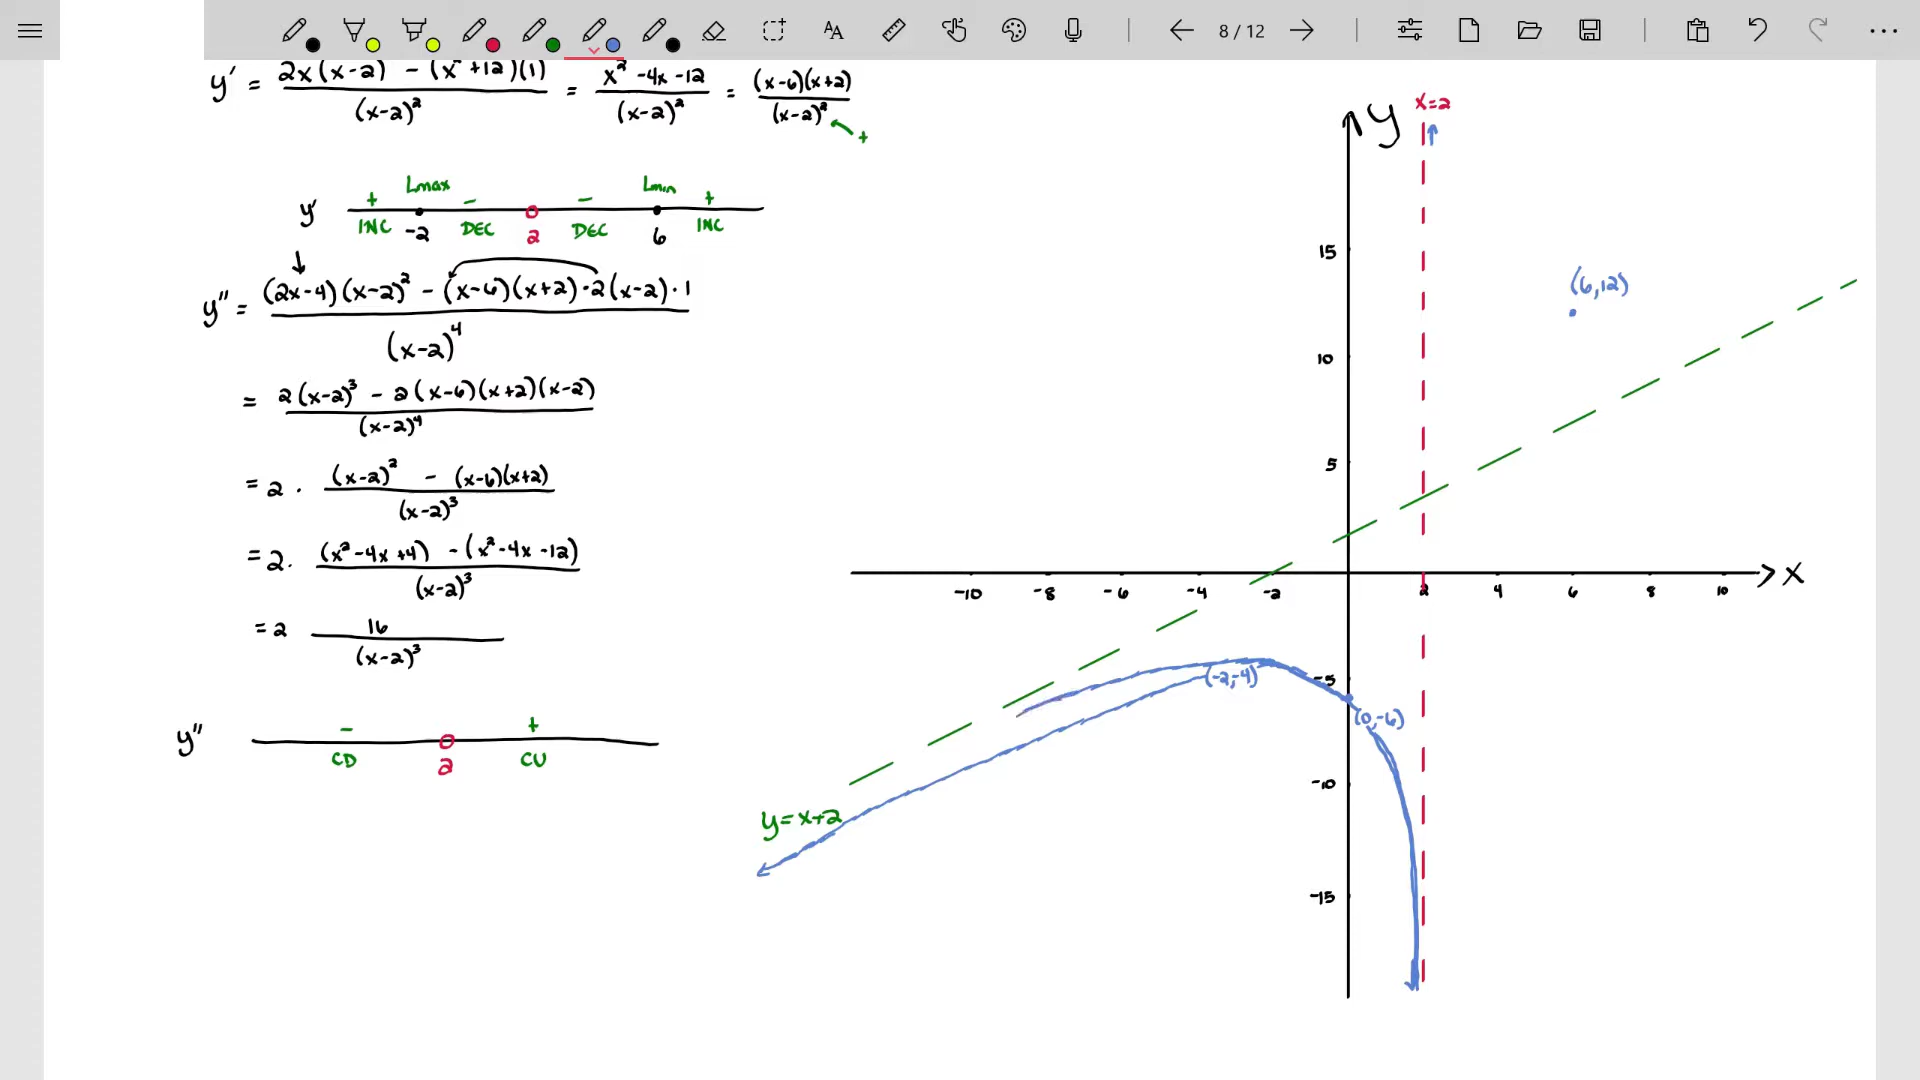 8 / 12
y' = 2x(x-2) - (x²+12)(1) / (x-2)² = x² -4x -12 / (x-2)² = (x-6)(x+2) / (x-2)²
+
+ Lmax - - Lmin +
y'
INC -2 DEC 2 DEC 6 INC
y'' = (2x-4)(x-2)² - (x-6)(x+2)·2(x-2)·1 / (x-2)⁴
= 2(x-2)³ - 2(x-6)(x+2)(x-2) / (x-2)⁴
= 2 · (x-2)² - (x-6)(x+2) / (x-2)³
= 2 · (x²-4x+4) - (x²-4x-12) / (x-2)³
= 2 16 / (x-2)³
y'' - +
CD 2 CU
y
x=2
15
(6,12)
10
5
x
-10 -8 -6 -4 -2 2 4 6 8 10
(-2,-4)
-5
(0,-6)
-10
y=x+2
-15